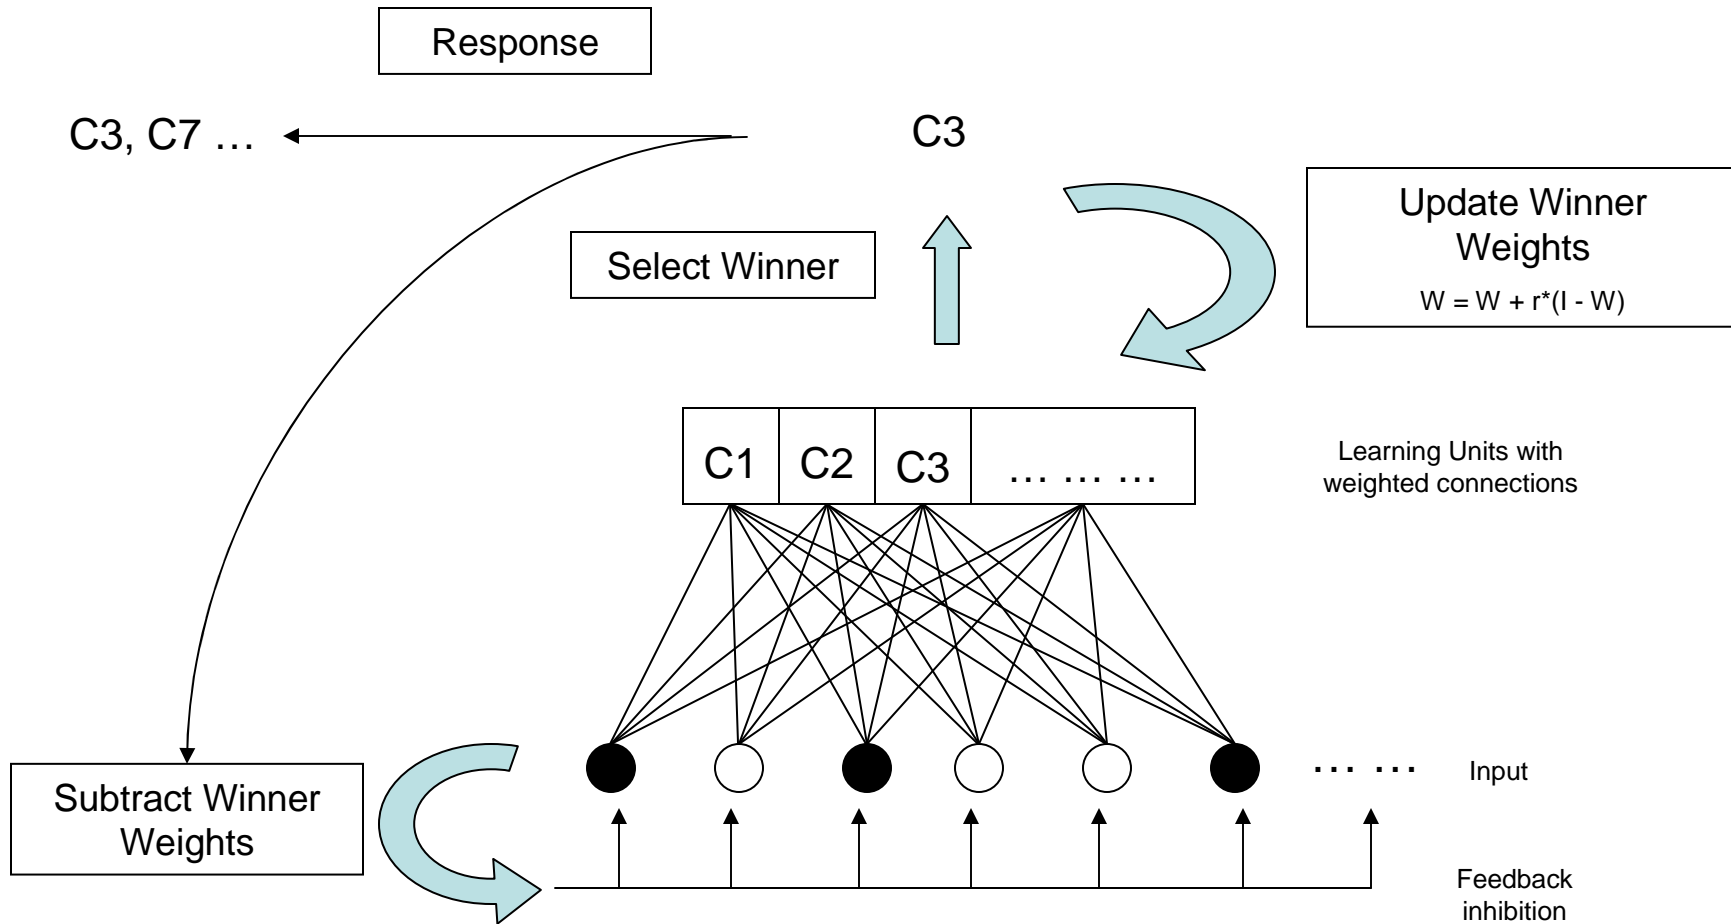 Response
C3, C7 …
C3
Update Winner
Weights
W = W + r*(I - W)
Select Winner
C1 C2 C3 … … …
Learning Units with
weighted connections
… …
Input
Subtract Winner
Weights
Feedback
inhibition